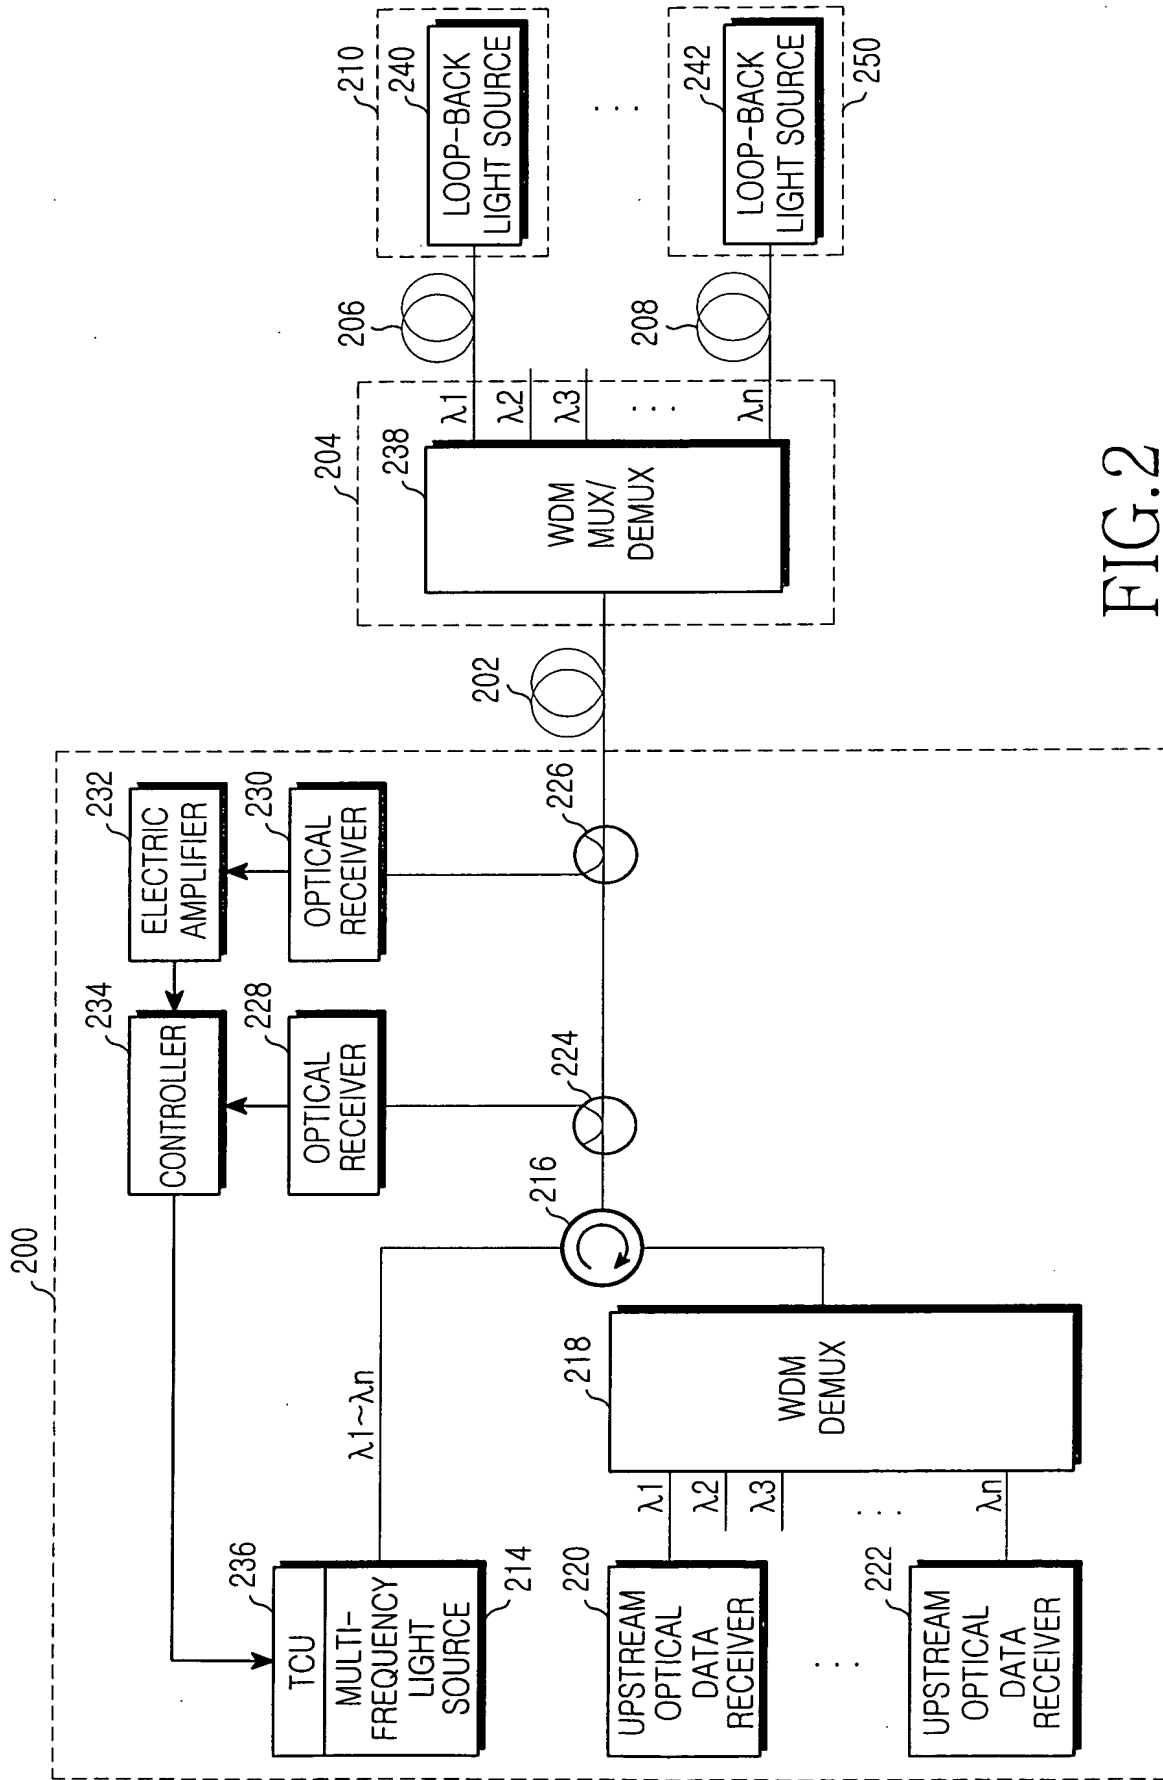 200
236
TCU
MULTI-
FREQUENCY
LIGHT
SOURCE
214
λ1~λn
234
CONTROLLER
232
ELECTRIC
AMPLIFIER
228
OPTICAL
RECEIVER
230
OPTICAL
RECEIVER
216
224
226
202
218
WDM
DEMUX
λ1
λ2
λ3
. . .
λn
220
UPSTREAM
OPTICAL
DATA
RECEIVER
. . .
222
UPSTREAM
OPTICAL
DATA
RECEIVER
204
238
WDM
MUX/
DEMUX
λ1
λ2
λ3
. . .
λn
206
208
210
240
LOOP-BACK
LIGHT SOURCE
. . .
242
LOOP-BACK
LIGHT SOURCE
250
FIG.2